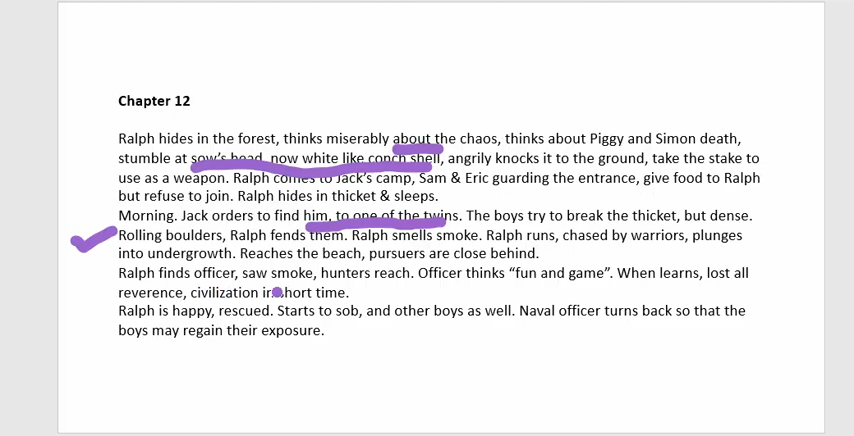 Chapter 12
Ralph hides in the forest, thinks miserably about the chaos, thinks about Piggy and Simon death,
stumble at sow's head, now white like conch shell, angrily knocks it to the ground, take the stake to
use as a weapon. Ralph comes to Jack's camp, Sam & Eric guarding the entrance, give food to Ralph
but refuse to join. Ralph hides in thicket & sleeps.
Morning. Jack orders to find him, to one of the twins. The boys try to break the thicket, but dense.
Rolling boulders, Ralph fends them. Ralph smells smoke. Ralph runs, chased by warriors, plunges
into undergrowth. Reaches the beach, pursuers are close behind.
Ralph finds officer, saw smoke, hunters reach. Officer thinks “fun and game”. When learns, lost all
reverence, civilization in short time.
Ralph is happy, rescued. Starts to sob, and other boys as well. Naval officer turns back so that the
boys may regain their exposure.